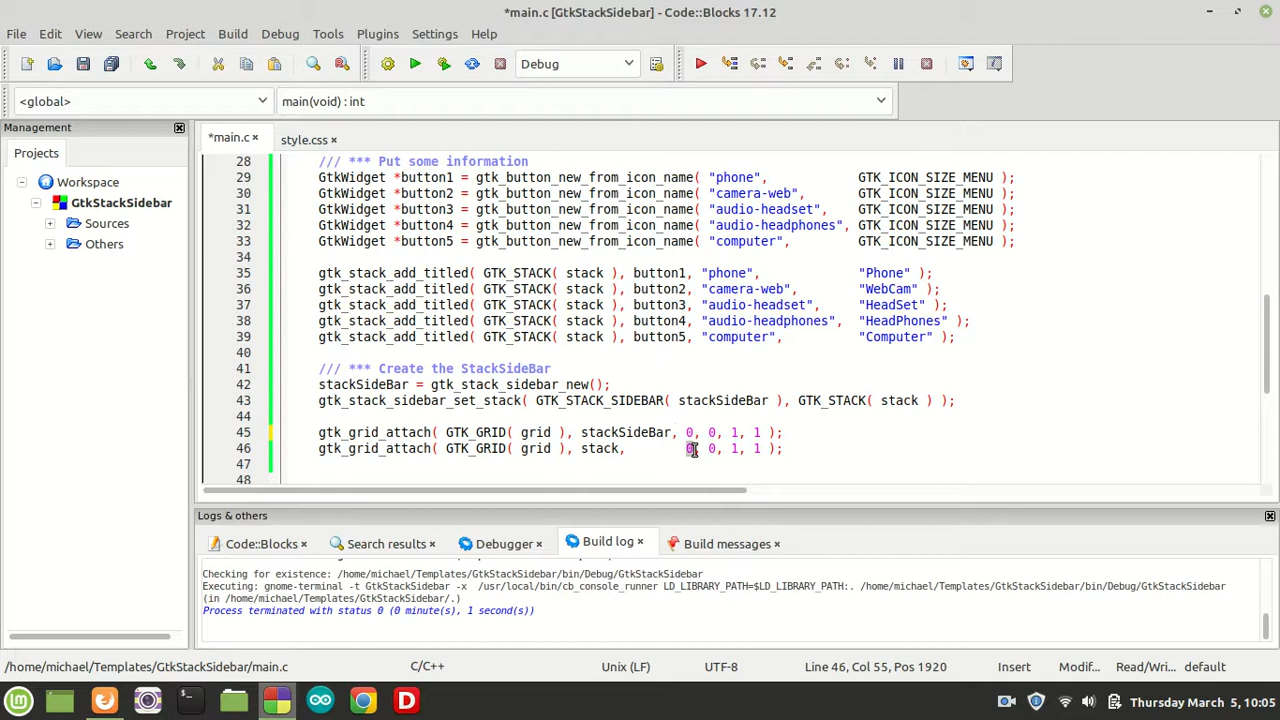 *main.c [GtkStackSidebar] - Code::Blocks 17.12
File Edit View Search Project Build Debug Tools Plugins Settings Help
Debug
<global> main(void) : int
Management
Projects
Workspace
GtkStackSidebar
Sources
Others
*main.c style.css
28 /// *** Put some information
29 GtkWidget *button1 = gtk_button_new_from_icon_name( "phone", GTK_ICON_SIZE_MENU );
30 GtkWidget *button2 = gtk_button_new_from_icon_name( "camera-web", GTK_ICON_SIZE_MENU );
31 GtkWidget *button3 = gtk_button_new_from_icon_name( "audio-headset", GTK_ICON_SIZE_MENU );
32 GtkWidget *button4 = gtk_button_new_from_icon_name( "audio-headphones", GTK_ICON_SIZE_MENU );
33 GtkWidget *button5 = gtk_button_new_from_icon_name( "computer", GTK_ICON_SIZE_MENU );
34
35 gtk_stack_add_titled( GTK_STACK( stack ), button1, "phone", "Phone" );
36 gtk_stack_add_titled( GTK_STACK( stack ), button2, "camera-web", "WebCam" );
37 gtk_stack_add_titled( GTK_STACK( stack ), button3, "audio-headset", "HeadSet" );
38 gtk_stack_add_titled( GTK_STACK( stack ), button4, "audio-headphones", "HeadPhones" );
39 gtk_stack_add_titled( GTK_STACK( stack ), button5, "computer", "Computer" );
40
41 /// *** Create the StackSideBar
42 stackSideBar = gtk_stack_sidebar_new();
43 gtk_stack_sidebar_set_stack( GTK_STACK_SIDEBAR( stackSideBar ), GTK_STACK( stack ) );
44
45 gtk_grid_attach( GTK_GRID( grid ), stackSideBar, 0, 0, 1, 1 );
46 gtk_grid_attach( GTK_GRID( grid ), stack, 0, 0, 1, 1 );
47
48
Logs & others
Code::Blocks Search results Debugger Build log Build messages
Checking for existence: /home/michael/Templates/GtkStackSidebar/bin/Debug/GtkStackSidebar
Executing: gnome-terminal -t GtkStackSidebar -x /usr/local/bin/cb_console_runner LD_LIBRARY_PATH=$LD_LIBRARY_PATH:. /home/michael/Templates/GtkStackSidebar/bin/Debug/GtkStackSidebar
(in /home/michael/Templates/GtkStackSidebar/.)
Process terminated with status 0 (0 minute(s), 1 second(s))
/home/michael/Templates/GtkStackSidebar/main.c C/C++ Unix (LF) UTF-8 Line 46, Col 55, Pos 1920 Insert Modif... Read/Wri... default
Thursday March 5, 10:05